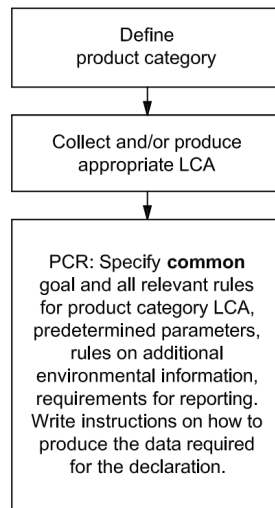 Define
product category
Collect and/or produce
appropriate LCA
PCR: Specify common
goal and all relevant rules
for product category LCA,
predetermined parameters,
rules on additional
environmental information,
requirements for reporting.
Write instructions on how to
produce the data required
for the declaration.